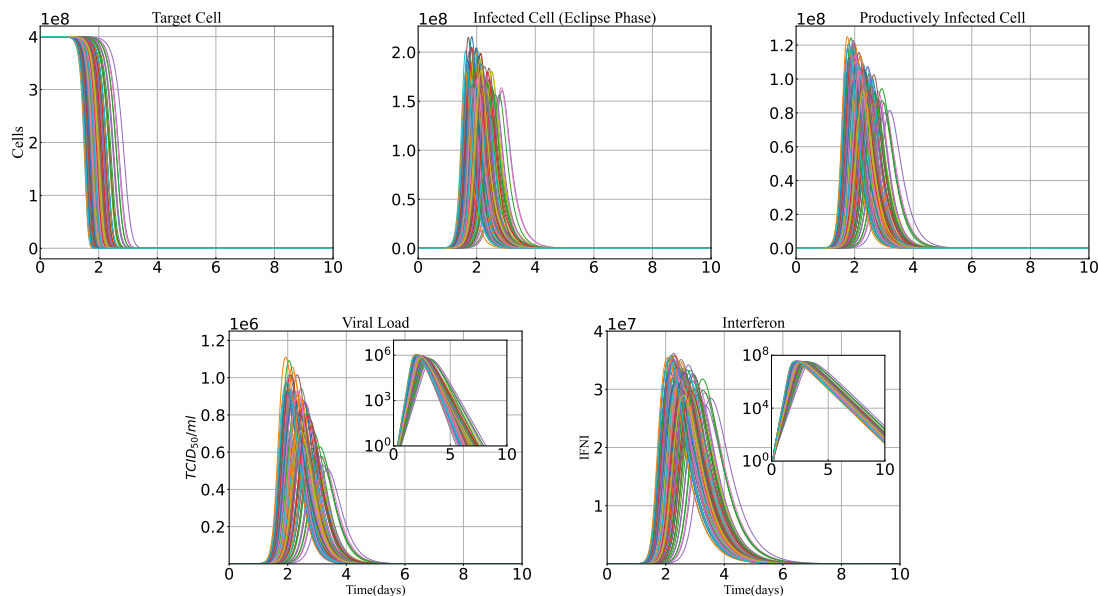 Target Cell
Infected Cell (Eclipse Phase)
Productively Infected Cell
1e8
1e8
1e8
4
3
2
1
0
Cells
0 2 4 6 8 10
2.0
1.5
1.0
0.5
0.0
0 2 4 6 8 10
1.2
1.0
0.8
0.6
0.4
0.2
0.0
0 2 4 6 8 10
Viral Load
Interferon
1e6
1e7
1.2
1.0
0.8
0.6
0.4
0.2
TCID50/ml
10^6
10^3
10^0
0 5 10
0 2 4 6 8 10
Time(days)
4
3
2
1
IFNI
10^8
10^4
10^0
0 5 10
0 2 4 6 8 10
Time(days)